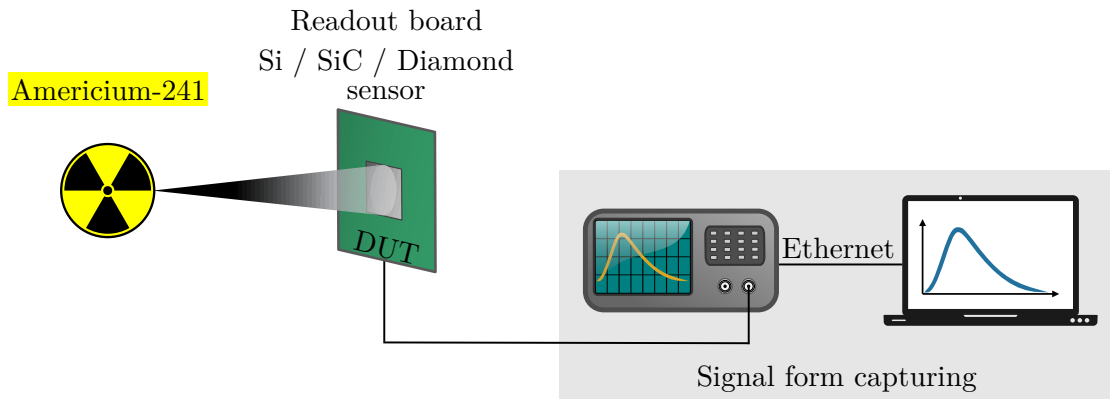 Readout board
Si / SiC / Diamond
sensor
Americium-241
DUT
Ethernet
Signal form capturing